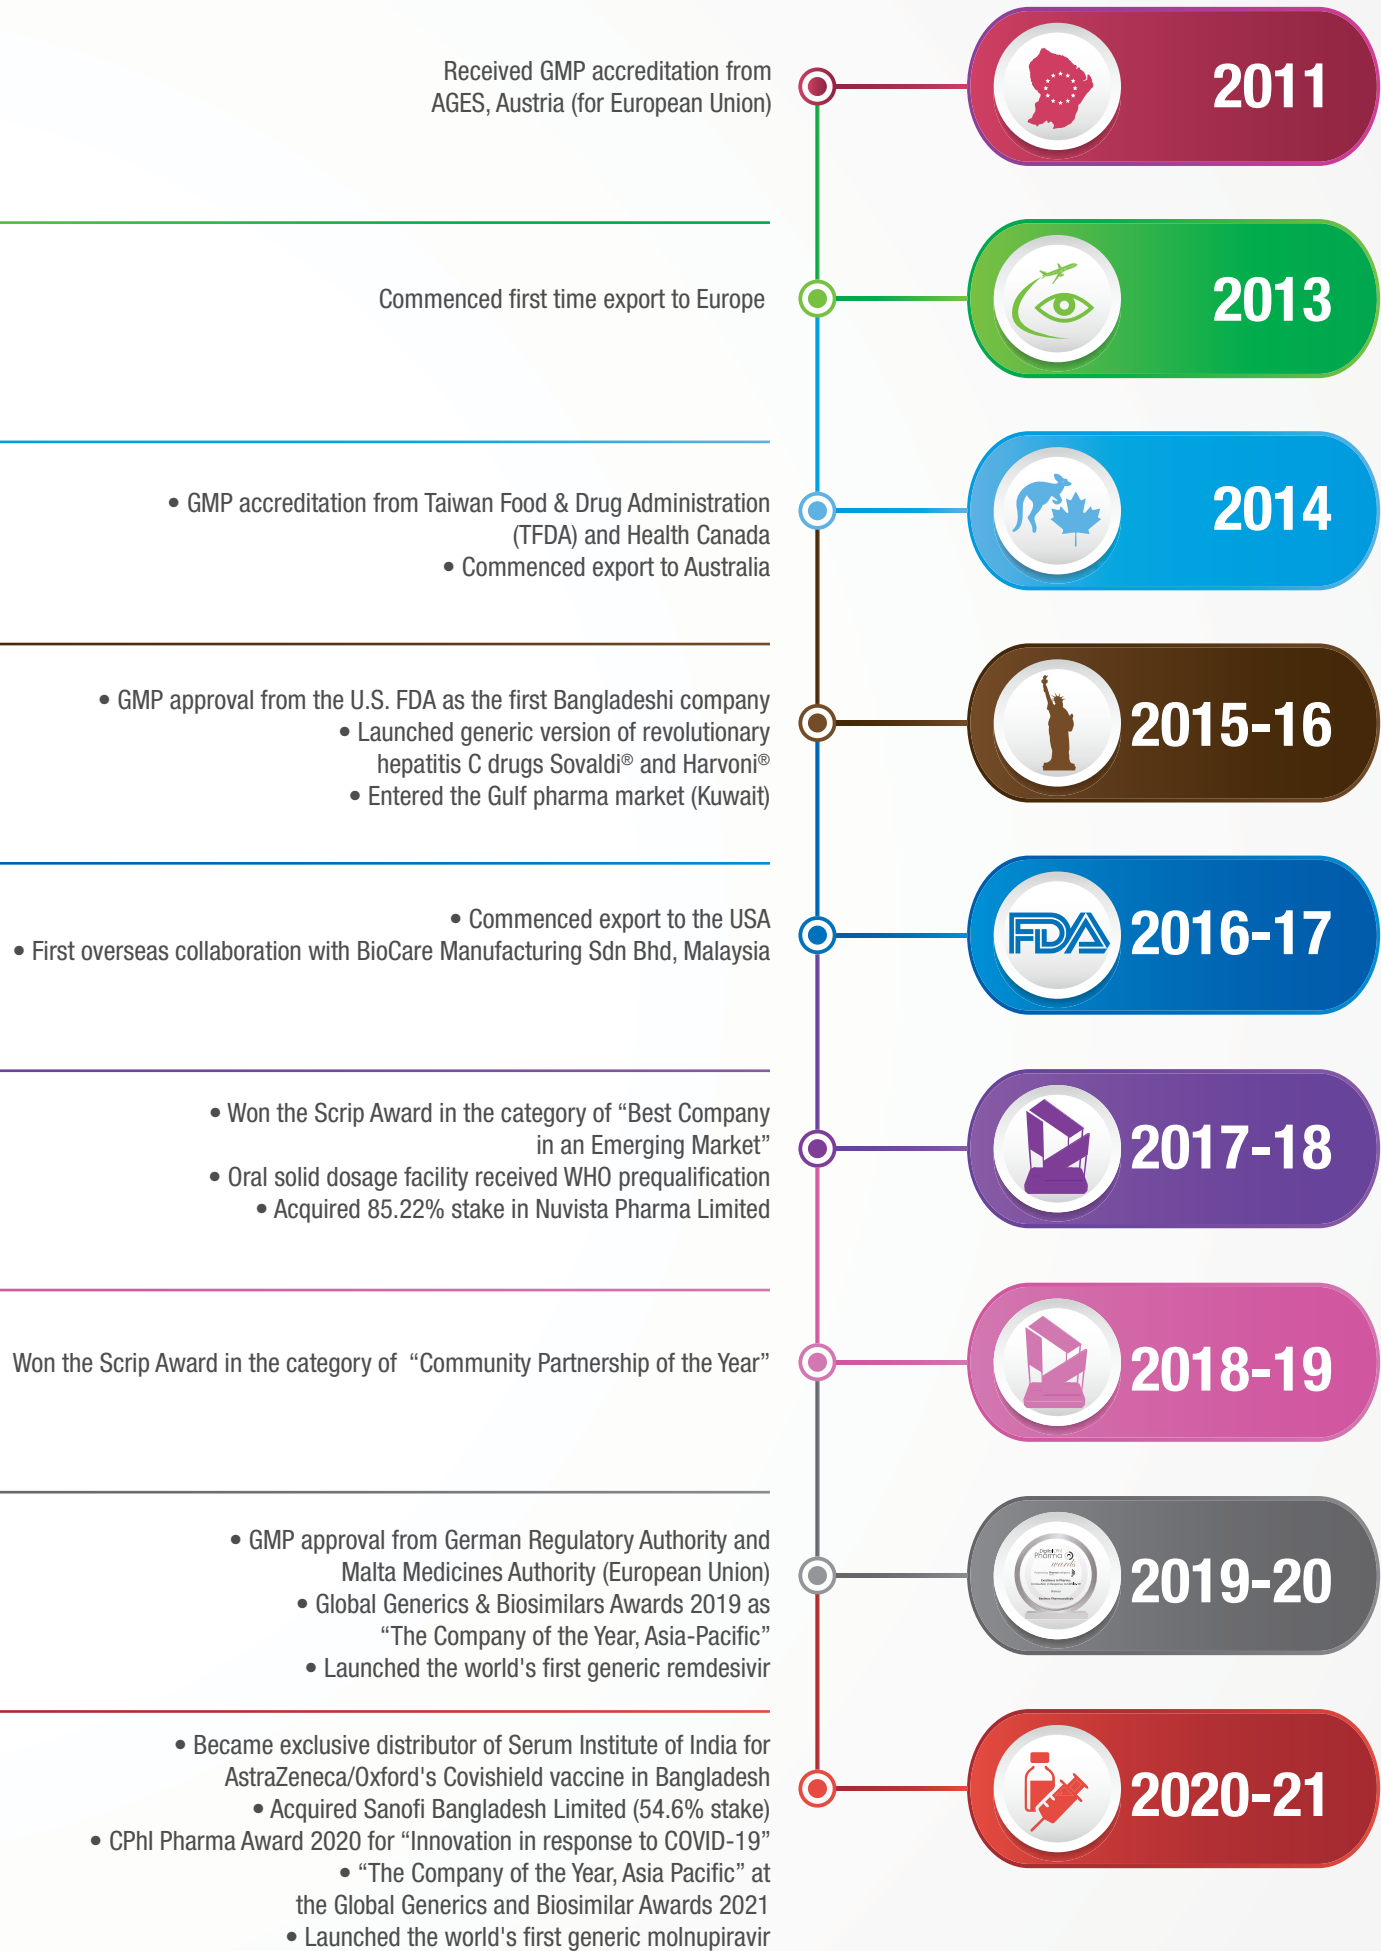 Received GMP accreditation from
AGES, Austria (for European Union)
2011
Commenced first time export to Europe
2013
• GMP accreditation from Taiwan Food & Drug Administration
(TFDA) and Health Canada
• Commenced export to Australia
2014
• GMP approval from the U.S. FDA as the first Bangladeshi company
• Launched generic version of revolutionary
hepatitis C drugs Sovaldi® and Harvoni®
• Entered the Gulf pharma market (Kuwait)
2015-16
• Commenced export to the USA
• First overseas collaboration with BioCare Manufacturing Sdn Bhd, Malaysia
FDA
2016-17
• Won the Scrip Award in the category of “Best Company
in an Emerging Market”
• Oral solid dosage facility received WHO prequalification
• Acquired 85.22% stake in Nuvista Pharma Limited
2017-18
Won the Scrip Award in the category of “Community Partnership of the Year”
2018-19
• GMP approval from German Regulatory Authority and
Malta Medicines Authority (European Union)
• Global Generics & Biosimilars Awards 2019 as
“The Company of the Year, Asia-Pacific”
• Launched the world's first generic remdesivir
Pharma
2019-20
• Became exclusive distributor of Serum Institute of India for
AstraZeneca/Oxford's Covishield vaccine in Bangladesh
• Acquired Sanofi Bangladesh Limited (54.6% stake)
• CPhl Pharma Award 2020 for “Innovation in response to COVID-19”
• “The Company of the Year, Asia Pacific” at
the Global Generics and Biosimilar Awards 2021
• Launched the world's first generic molnupiravir
2020-21